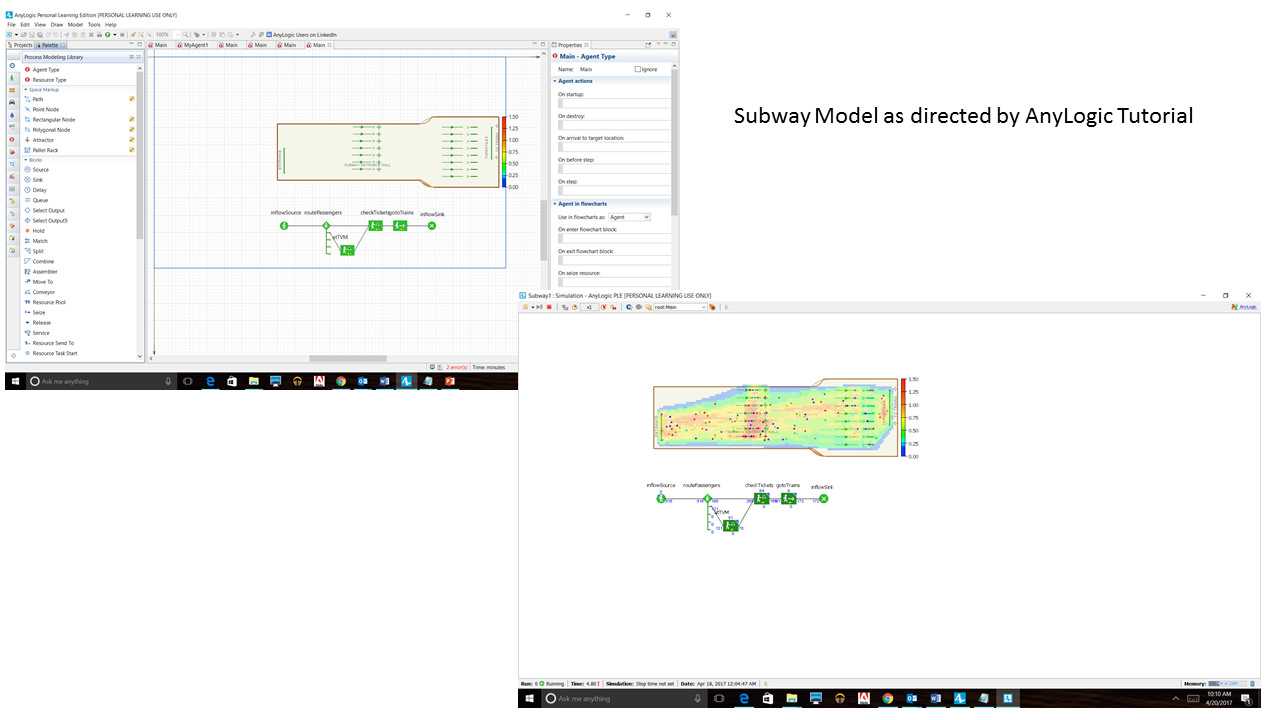 AnyLogic Personal Learning Edition [PERSONAL LEARNING USE ONLY]
File Edit View Draw Model Tools Help
100%
AnyLogic Users on LinkedIn
Projects Palette
Main MyAgent1 Main Main Main Main
Properties
Process Modeling Library
Agent Type
Resource Type
Space Markup
Path
Point Node
Rectangular Node
Polygonal Node
Attractor
Pallet Rack
Blocks
Source
Sink
Delay
Queue
Select Output
Select Output5
Hold
Match
Split
Combine
Assembler
Move To
Conveyor
Resource Pool
Seize
Release
Service
Resource Send To
Resource Task Start
SUBWAY ENTRANCE HALL
1.50
1.25
1.00
0.75
0.50
0.25
0.00
inflowSource routePassengers checkTickets gotoTrains inflowSink
atTVM
Main - Agent Type
Name: Main Ignore
Agent actions
On startup:
On destroy:
On arrival to target location:
On before step:
On step:
Agent in flowcharts
Use in flowcharts as: Agent
On enter flowchart block:
On exit flowchart block:
On seize resource:
2 error(s) Time: minutes
Ask me anything
Subway Model as directed by AnyLogic Tutorial
Subway1 : Simulation - AnyLogic PLE [PERSONAL LEARNING USE ONLY]
x1 root:Main
AnyLogic
1.50
1.25
1.00
0.75
0.50
0.25
0.00
inflowSource routePassengers checkTickets gotoTrains inflowSink
Run: 0 Running Time: 4.80 Simulation: Stop time not set Date: Apr 18, 2017 12:04:47 AM
Memory:
Ask me anything
10:10 AM
4/20/2017